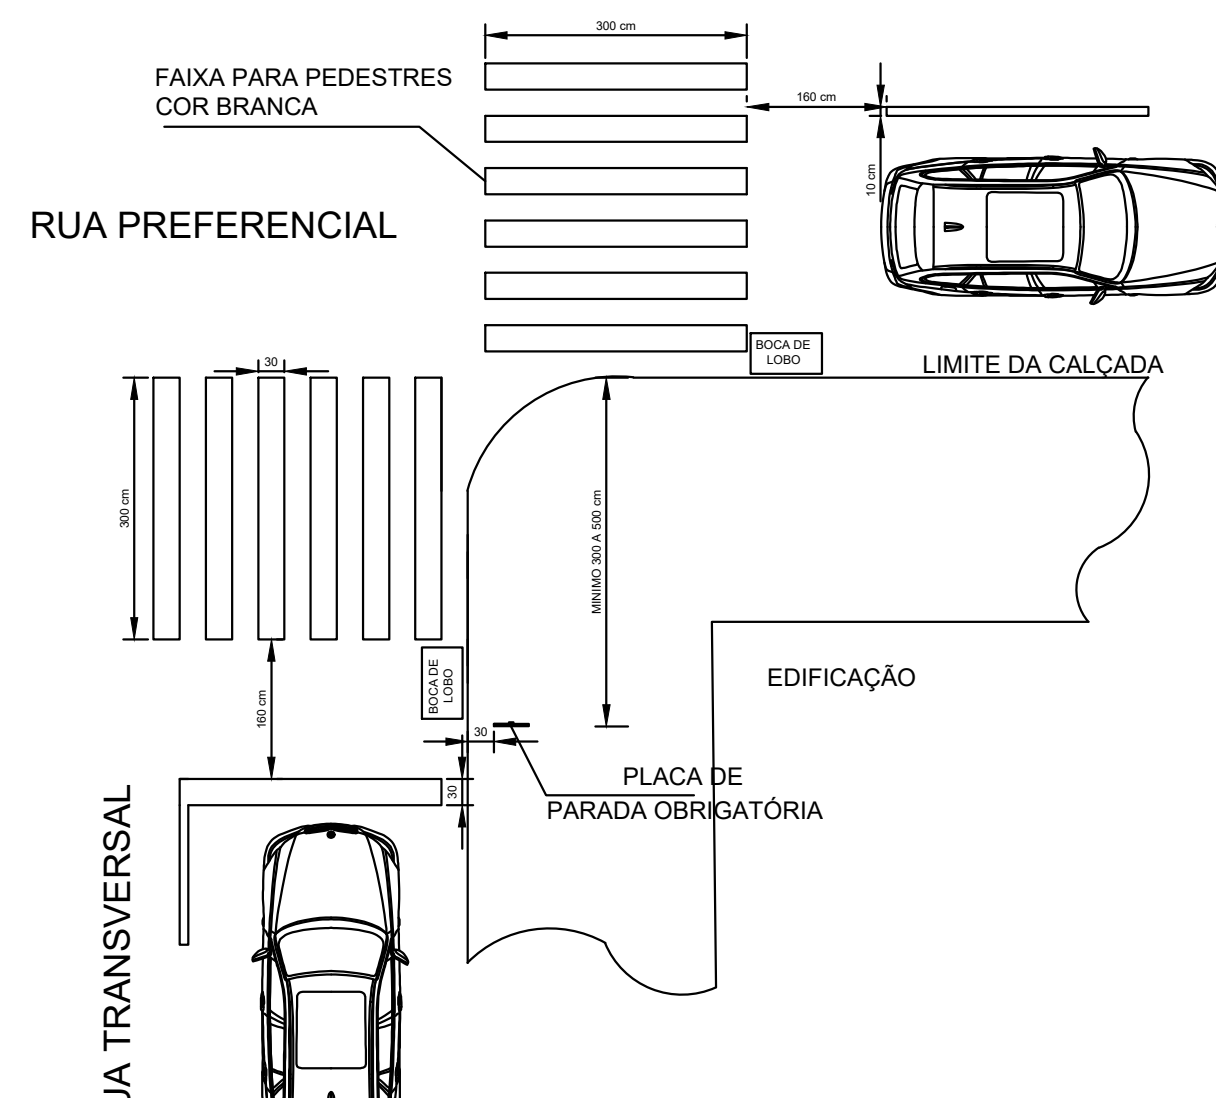 300 cm
FAIXA PARA PEDESTRES
COR BRANCA
160 cm
10 cm
RUA PREFERENCIAL
BOCA DE
LOBO
LIMITE DA CALÇADA
30
300 cm
MINIMO 300 A 500 cm
BOCA DE
LOBO
EDIFICAÇÃO
160 cm
30
PLACA DE
PARADA OBRIGATÓRIA
30
UA TRANSVERSAL